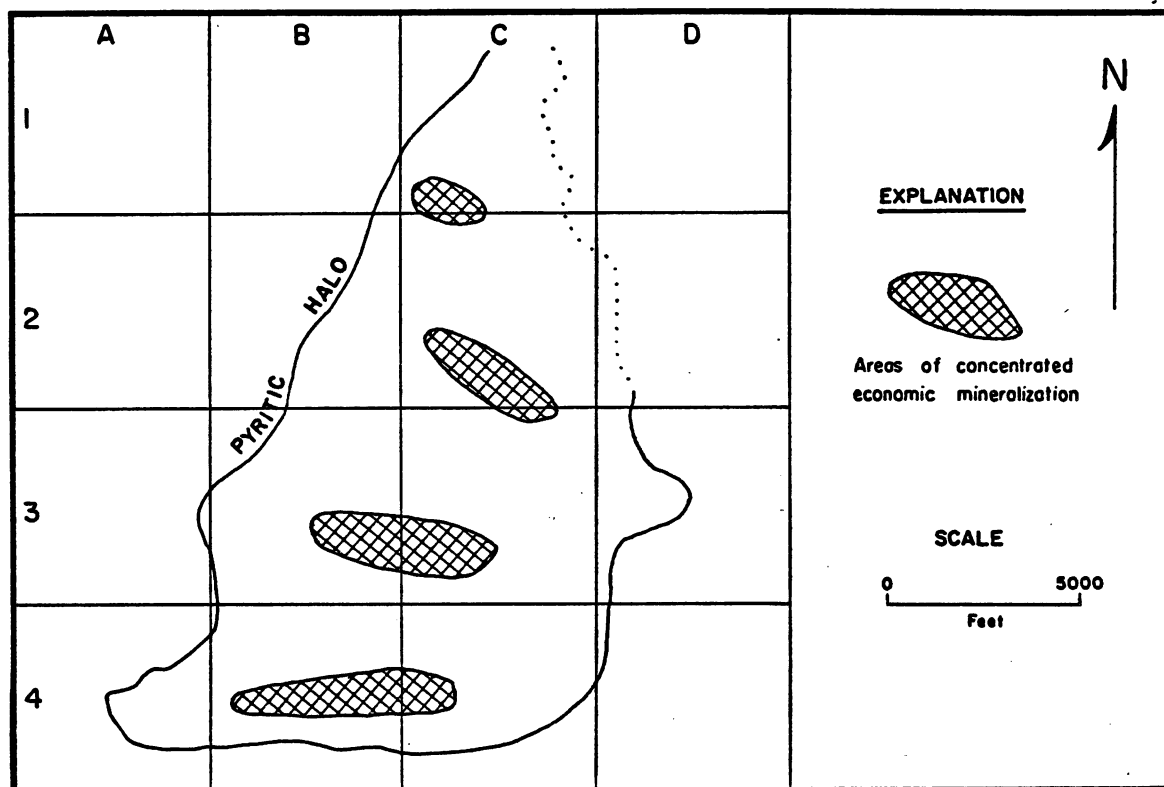 A B C D
1
2
3
4
PYRITIC HALO
N
EXPLANATION
Areas of concentrated
economic mineralization
SCALE
0 5000
Feet